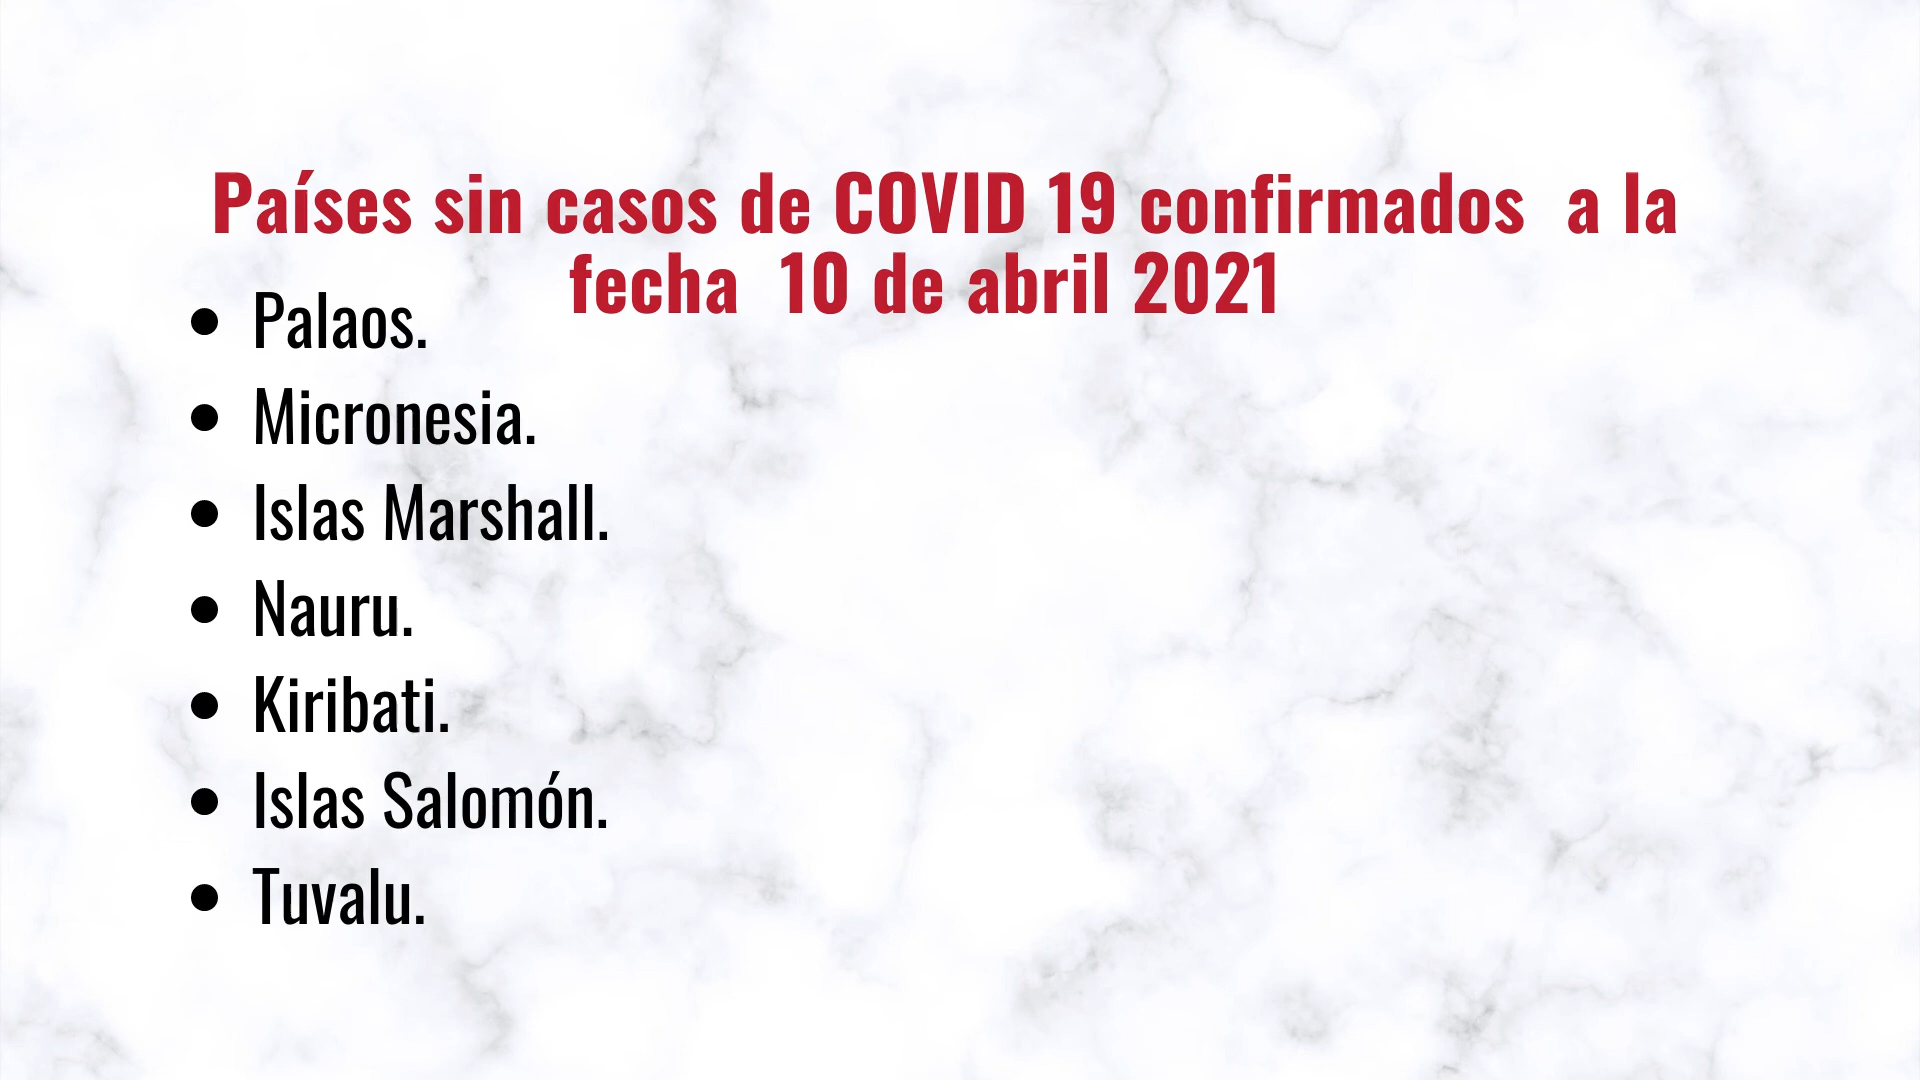 Países sin casos de COVID 19 confirmados  a la
fecha  10 de abril 2021
• Palaos.
• Micronesia.
• Islas Marshall.
• Nauru.
• Kiribati.
• Islas Salomón.
• Tuvalu.